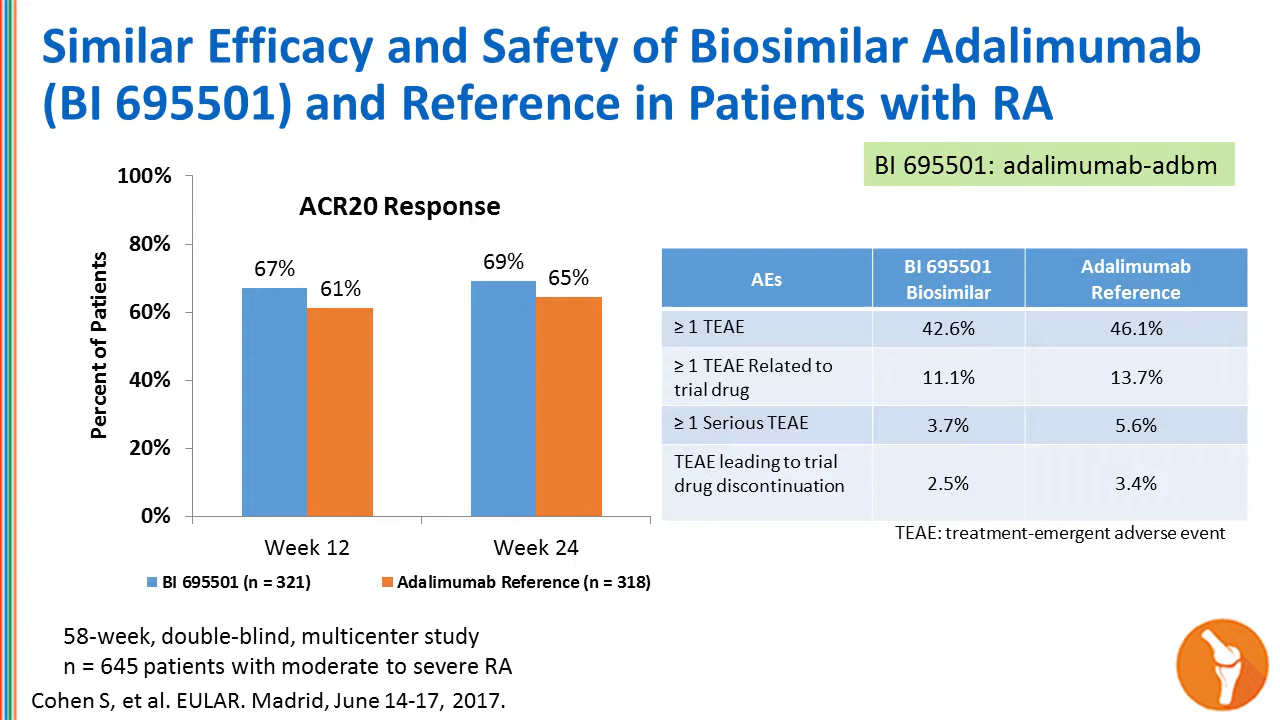 Similar Efficacy and Safety of Biosimilar Adalimumab
(BI 695501) and Reference in Patients with RA
BI 695501: adalimumab-adbm
ACR20 Response
Percent of Patients
100%
80%
60%
40%
20%
0%
67%
61%
69%
65%
Week 12
Week 24
BI 695501 (n = 321)
Adalimumab Reference (n = 318)
AEs
BI 695501
Biosimilar
Adalimumab
Reference
≥ 1 TEAE
42.6%
46.1%
≥ 1 TEAE Related to
trial drug
11.1%
13.7%
≥ 1 Serious TEAE
3.7%
5.6%
TEAE leading to trial
drug discontinuation
2.5%
3.4%
TEAE: treatment-emergent adverse event
58-week, double-blind, multicenter study
n = 645 patients with moderate to severe RA
Cohen S, et al. EULAR. Madrid, June 14-17, 2017.